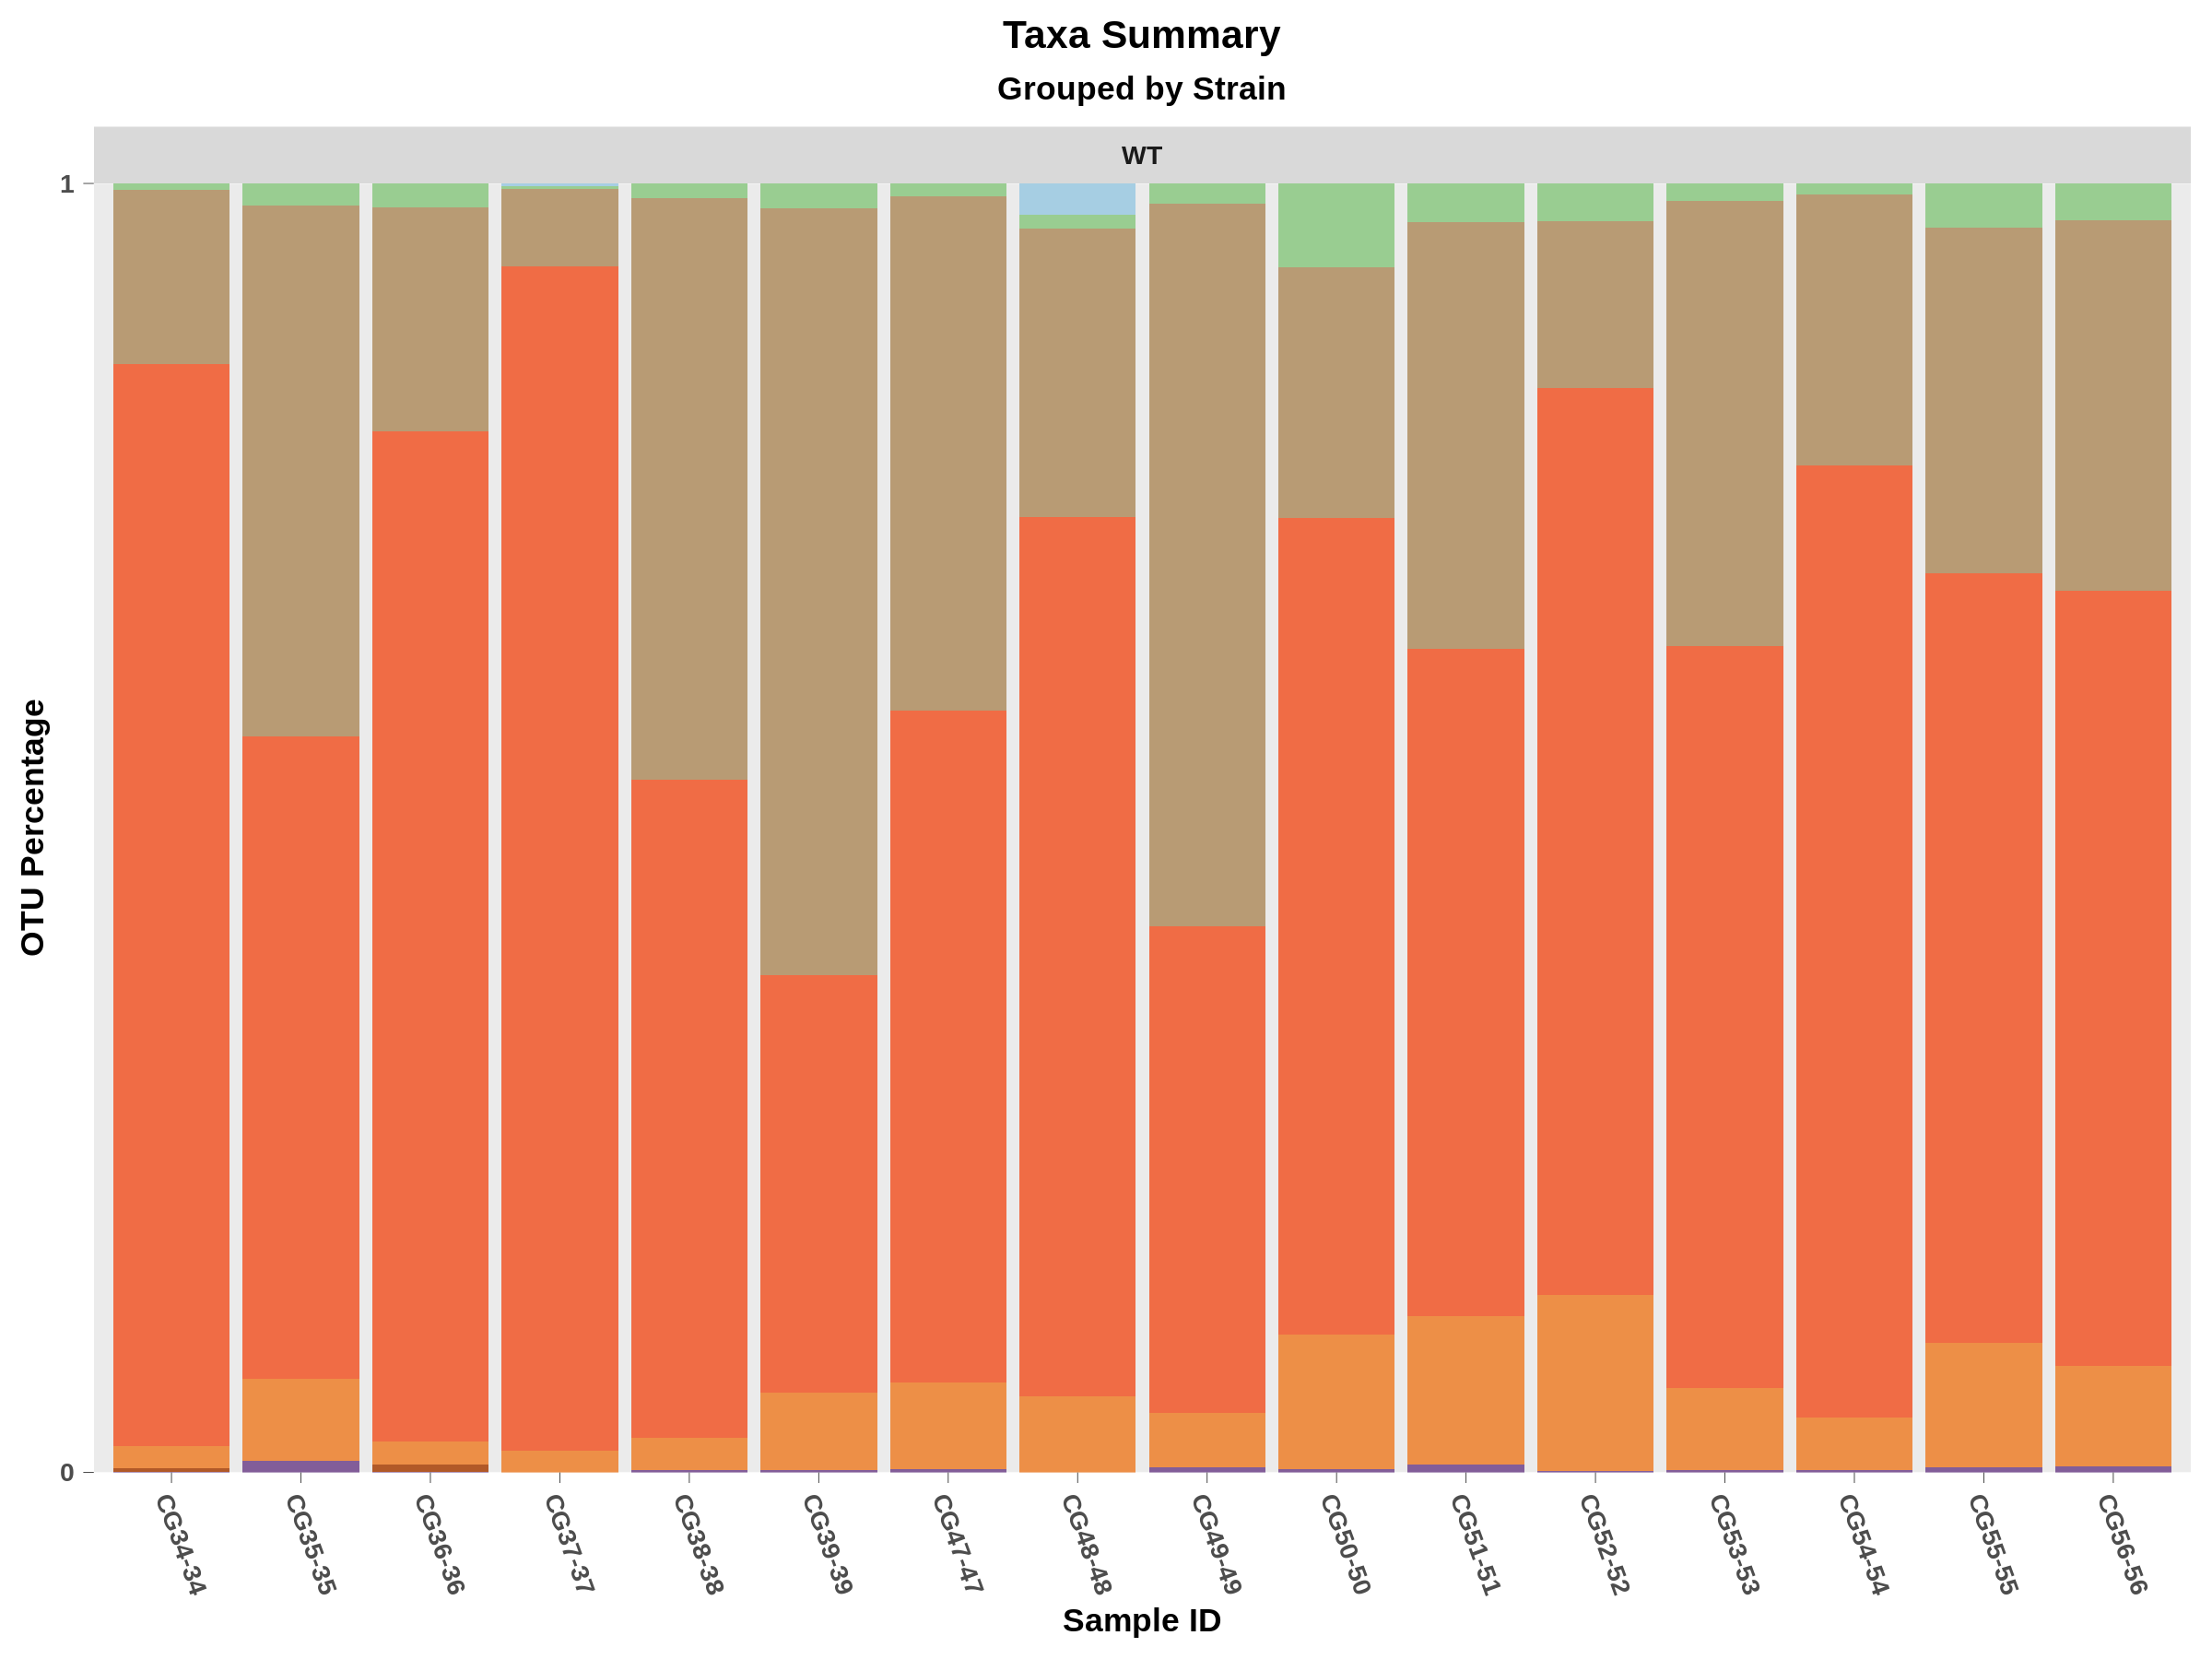 Taxa Summary
Grouped by Strain
WT
1
OTU Percentage
0
CG34-34
CG35-35
CG36-36
CG37-37
CG38-38
CG39-39
CG47-47
CG48-48
CG49-49
CG50-50
CG51-51
CG52-52
CG53-53
CG54-54
CG55-55
CG56-56
Sample ID